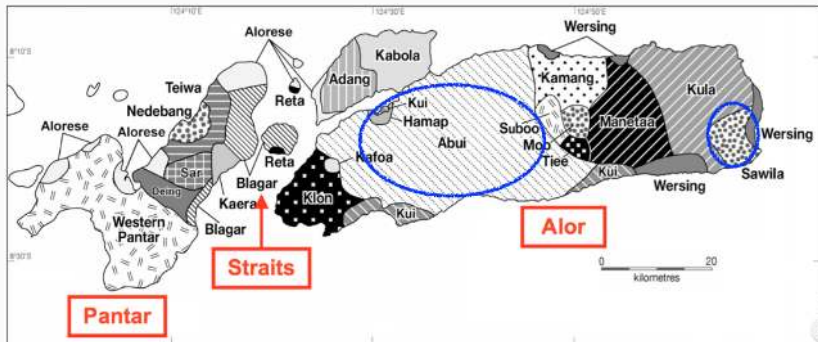 124°10'E
124°30'E
124°50'E
8°10'
8°30'
Alorese
Wersing
Kabola
Adang
Teiwa
Reta
Kamang
Nedebang
Kui
Hamap
Kula
Alorese
Alorese
Suboo
Manetaa
Abui
Moo
Tiee
Wersing
Reta
Kafoa
Sar
Kui
Wersing
Sawila
Deing
Kaera
Blagar
Klon
Kui
Western
Pantar
Blagar
Alor
Straits
Pantar
0
20
kilometres